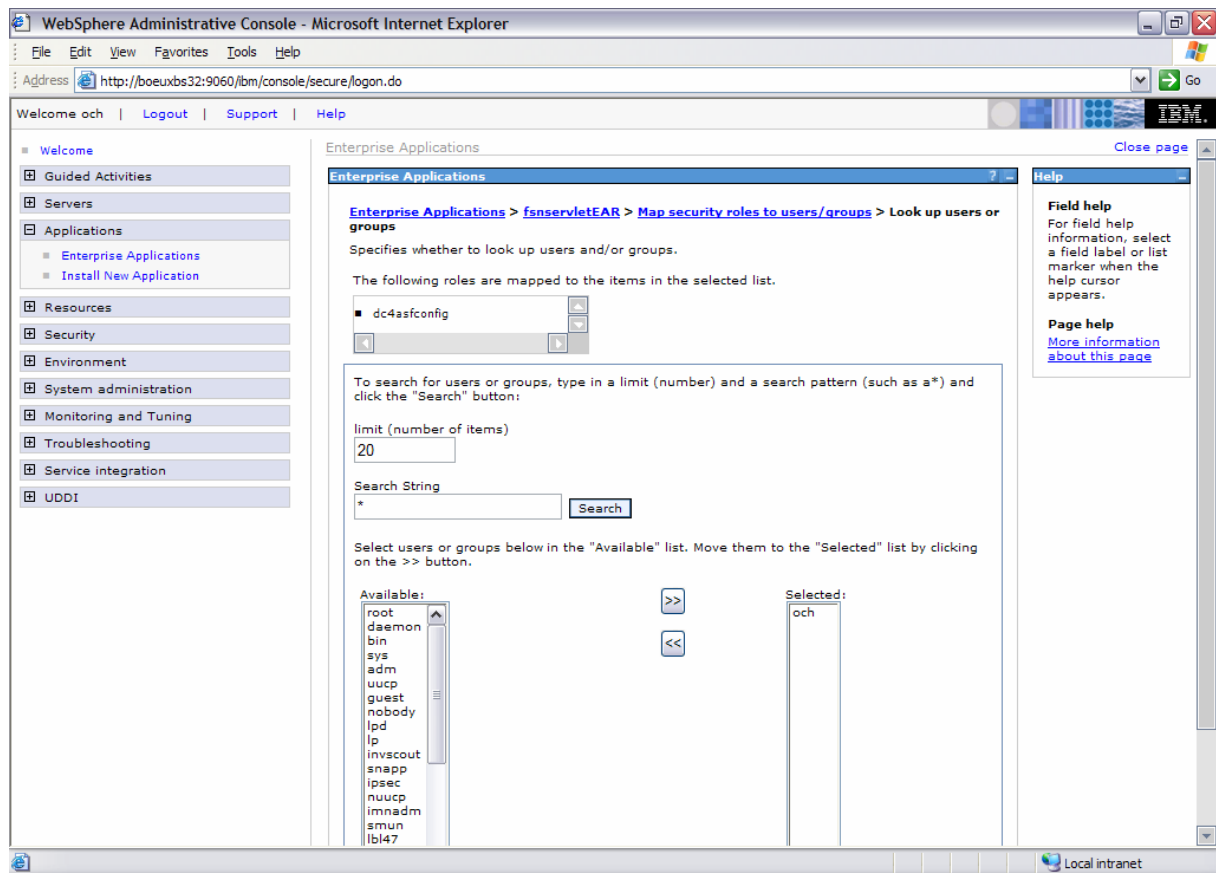 WebSphere Administrative Console - Microsoft Internet Explorer
File Edit View Favorites Tools Help
Address http://boeuxbs32:9060/ibm/console/secure/logon.do Go
Welcome och | Logout | Support | Help
IBM.
Welcome
Guided Activities
Servers
Applications
Enterprise Applications
Install New Application
Resources
Security
Environment
System administration
Monitoring and Tuning
Troubleshooting
Service integration
UDDI
Enterprise Applications
Close page
Enterprise Applications ? -
Enterprise Applications > fsnservletEAR > Map security roles to users/groups > Look up users or
groups
Specifies whether to look up users and/or groups.
The following roles are mapped to the items in the selected list.
dc4asfconfig
To search for users or groups, type in a limit (number) and a search pattern (such as a*) and
click the "Search" button:
limit (number of items)
20
Search String
* Search
Select users or groups below in the "Available" list. Move them to the "Selected" list by clicking
on the >> button.
Available:
root
daemon
bin
sys
adm
uucp
guest
nobody
lpd
lp
invscout
snapp
ipsec
nuucp
imnadm
smun
lbl47
>>
<<
Selected:
och
Help -
Field help
For field help
information, select
a field label or list
marker when the
help cursor
appears.
Page help
More information
about this page
Local intranet